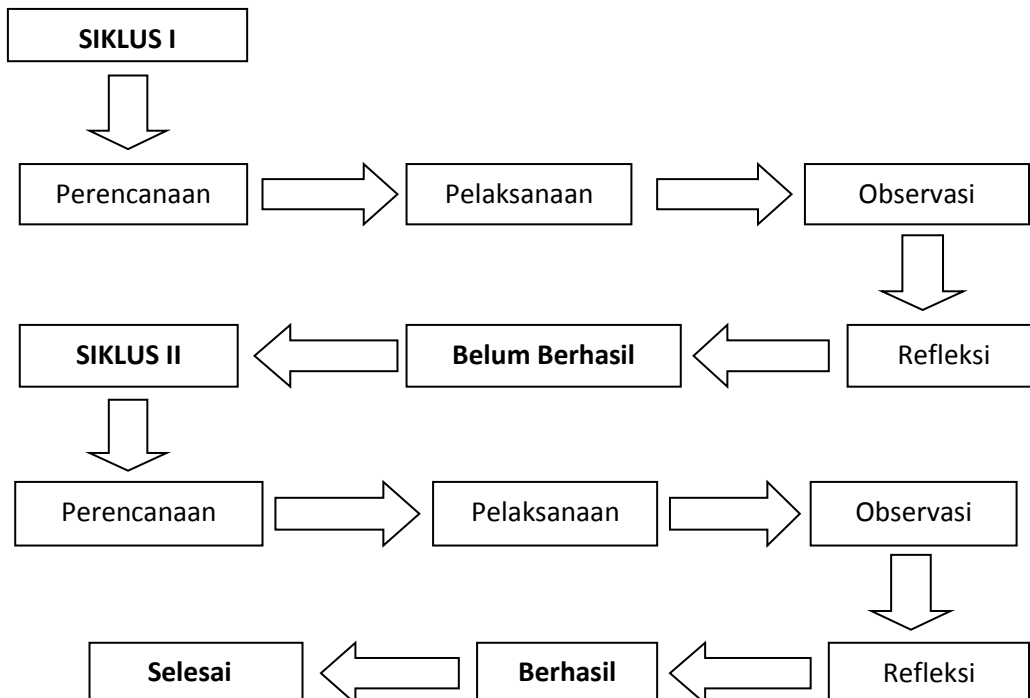 SIKLUS I
Perencanaan
Pelaksanaan
Observasi
SIKLUS II
Belum Berhasil
Refleksi
Perencanaan
Pelaksanaan
Observasi
Selesai
Berhasil
Refleksi